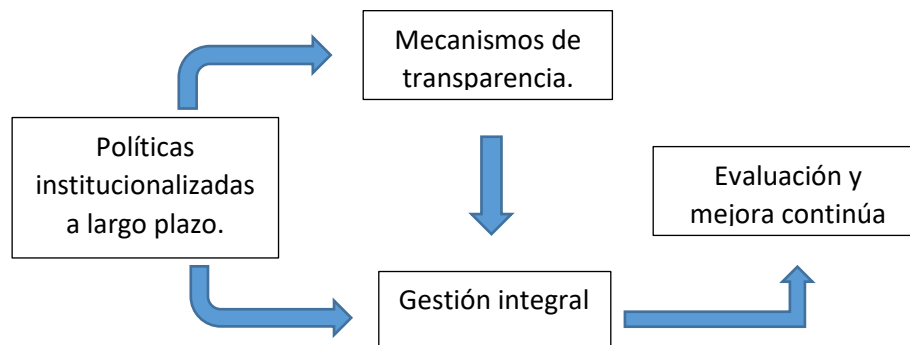 Mecanismos de
transparencia.
Políticas
institucionalizadas
a largo plazo.
Evaluación y
mejora continúa
Gestión integral